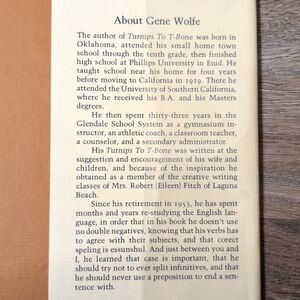 About Gene Wolfe
The author of Turnips To T-Bone was born in
Oklahoma, attended his small home town
school through the tenth grade, then finished
high school at Phillips University in Enid. He
taught school near his home for four years
before moving to California in 1919. There he
attended the University of Southern California,
where he received his B.A. and his Masters
degrees.
He then spent thirty-three years in the
Glendale School System as a gymnasium in-
structor, an athletic coach, a classroom teacher,
a counselor, and a secondary administrator.
His Turnips To T-Bone was written at the
suggestion and encouragement of his wife and
children, and because of the inspiration he
obtained as a member of the creative writing
classes of Mrs. Robert (Eileen) Fitch of Laguna
Beach.
Since his retirement in 1953, he has spent
months and years re-studying the English lan-
guage, in order that in his book he doesn't use
no double negatives, knowing that his verbs has
to agree with their subjects, and that correct
speling is essunshul. And just between you and
I, he learned that case is important, that he
should try not to ever split infinitives, and that
he should never use a preposition to end a sen-
tence with.